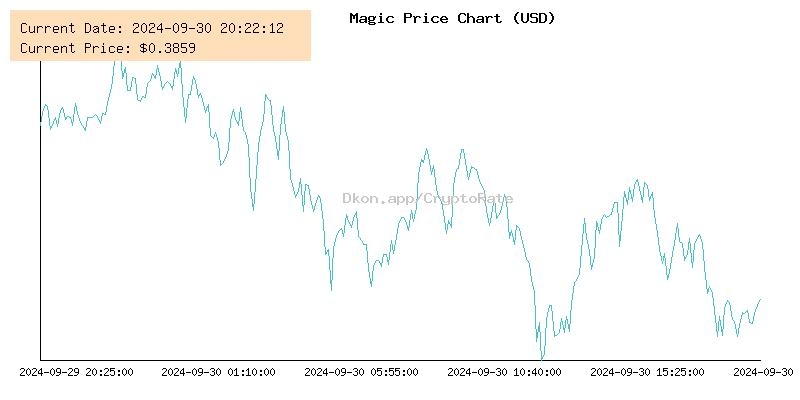 Magic Price Chart (USD)
Current Date: 2024-09-30 20:22:12
Current Price: $0.3859
Dkon.app/CryptoRate
2024-09-29 20:25:00 2024-09-30 01:10:00 2024-09-30 05:55:00 2024-09-30 10:40:00 2024-09-30 15:25:00 2024-09-30